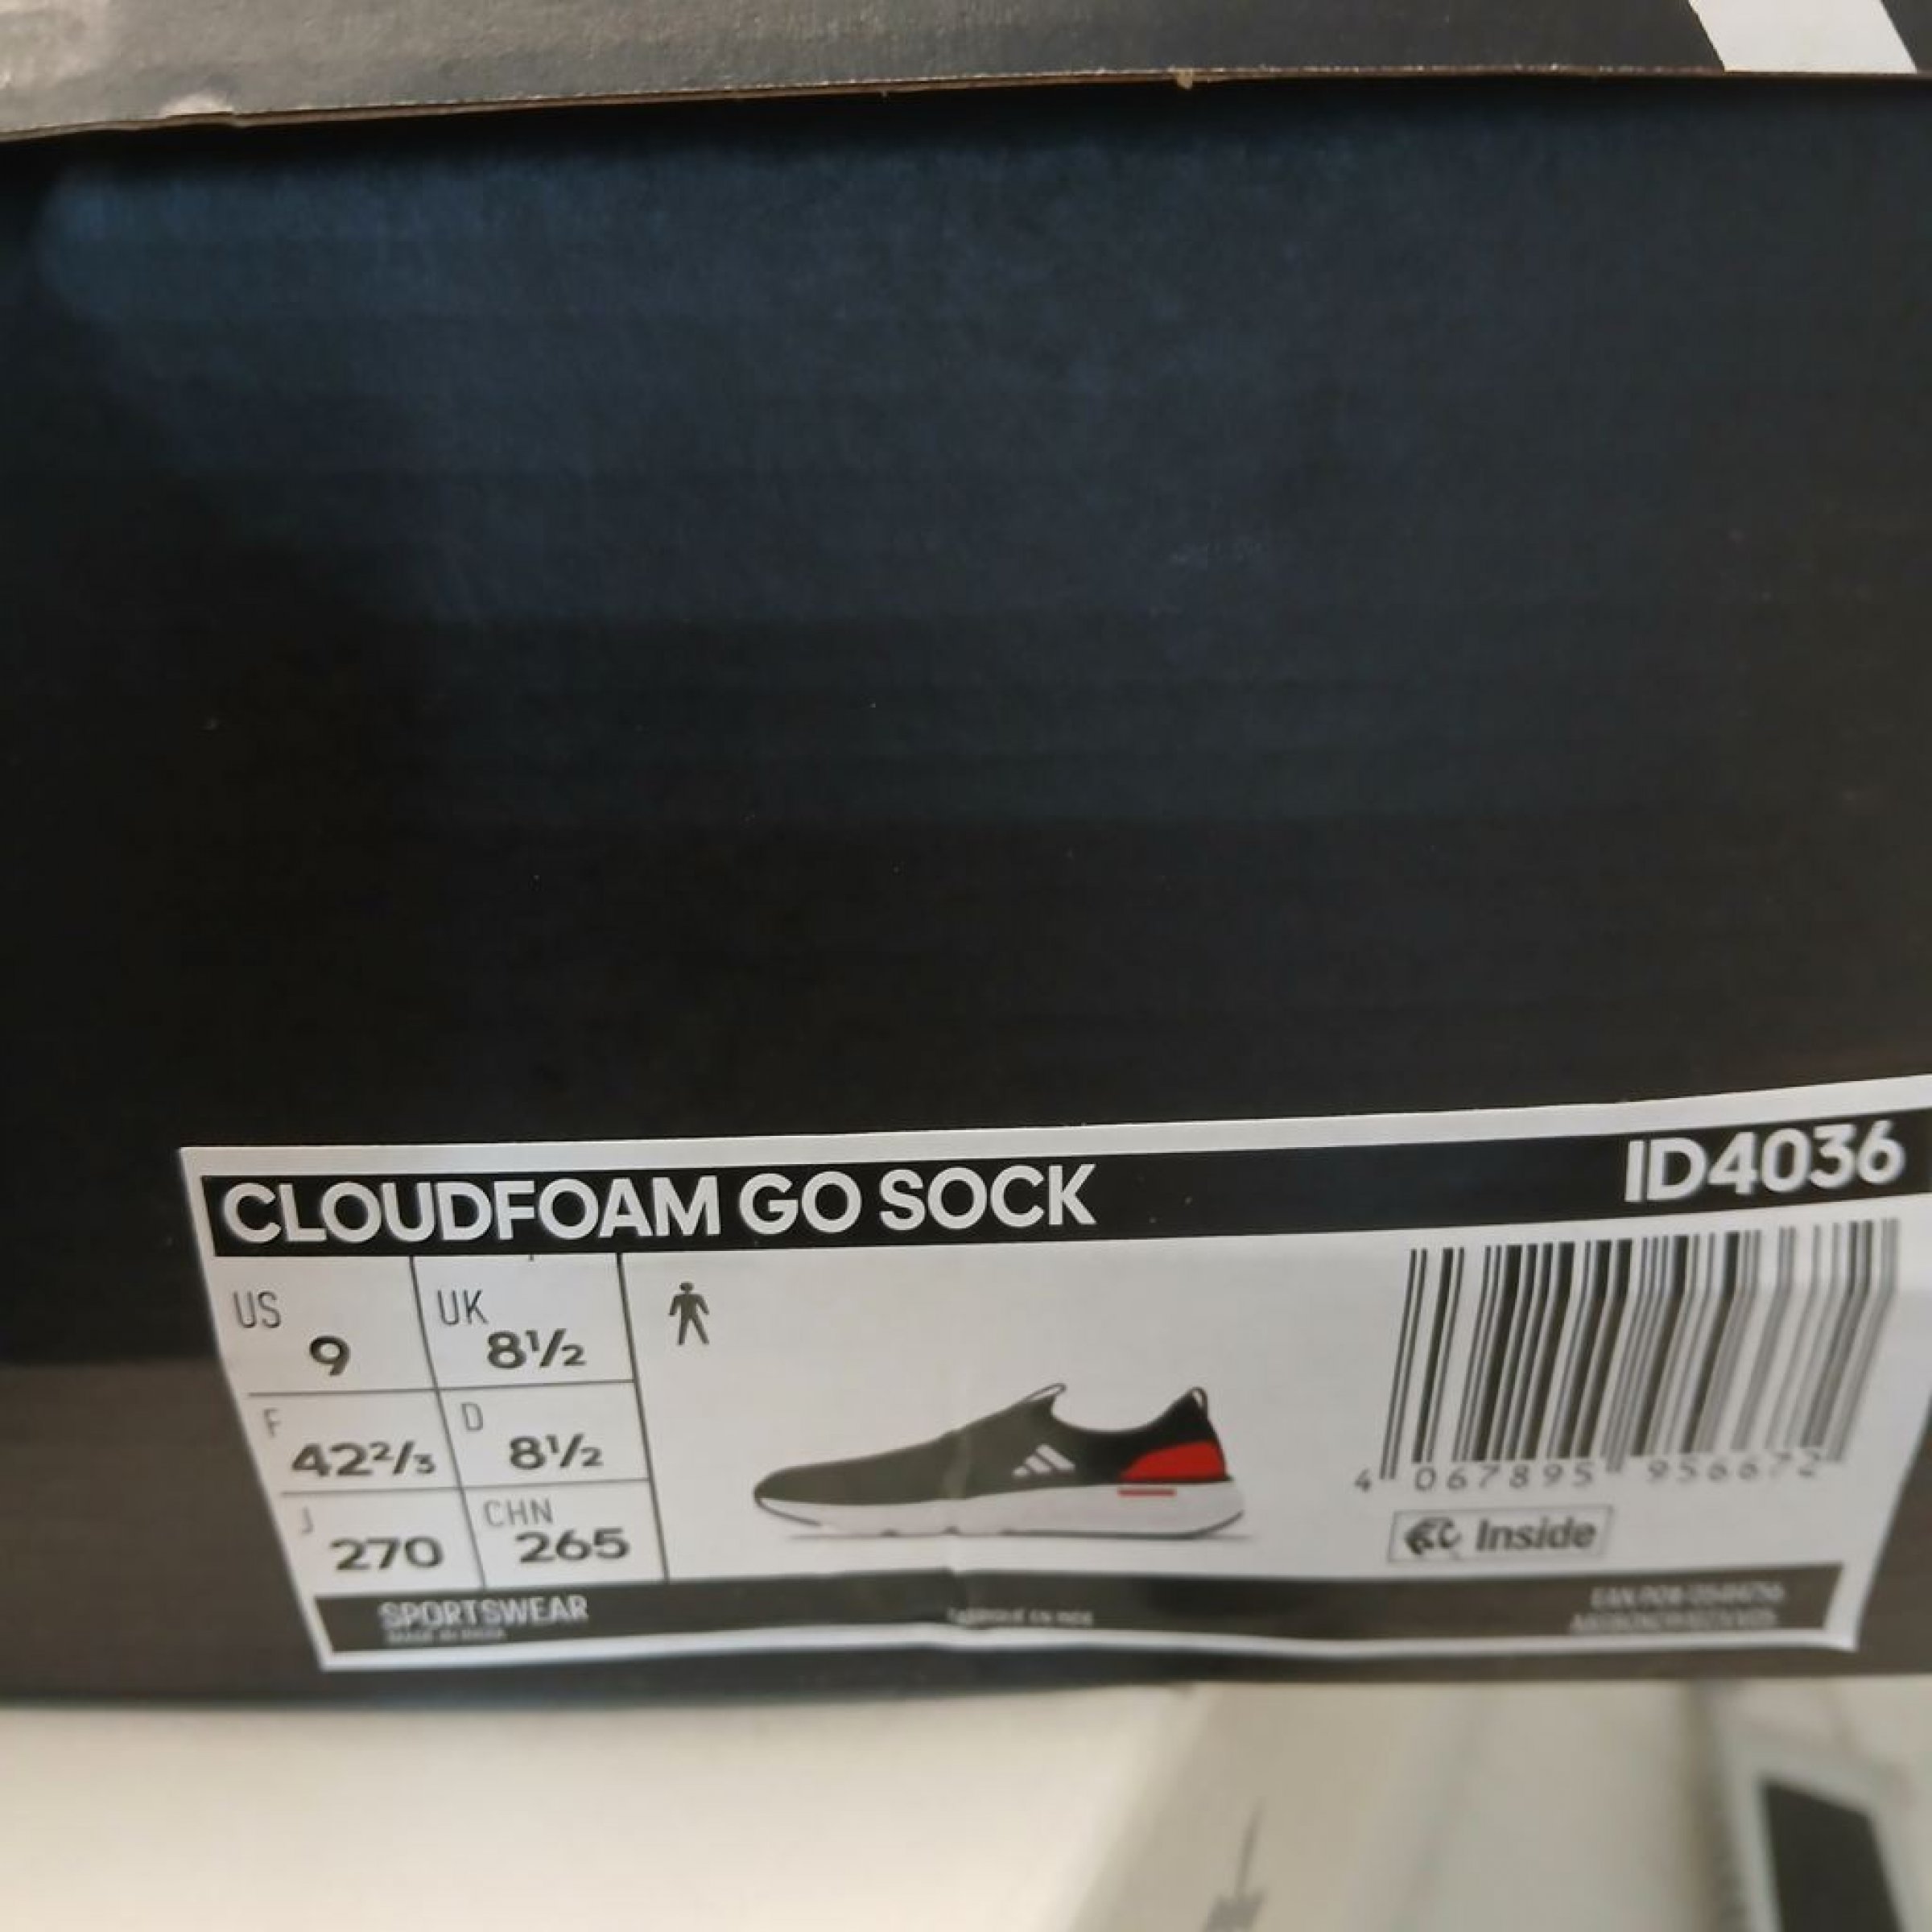 CLOUDFOAM GO SOCK ID4036
US 9 UK 8½
F 42⅔ D 8½
J 270 CHN 265
4 067895 956672
Inside
SPORTSWEAR